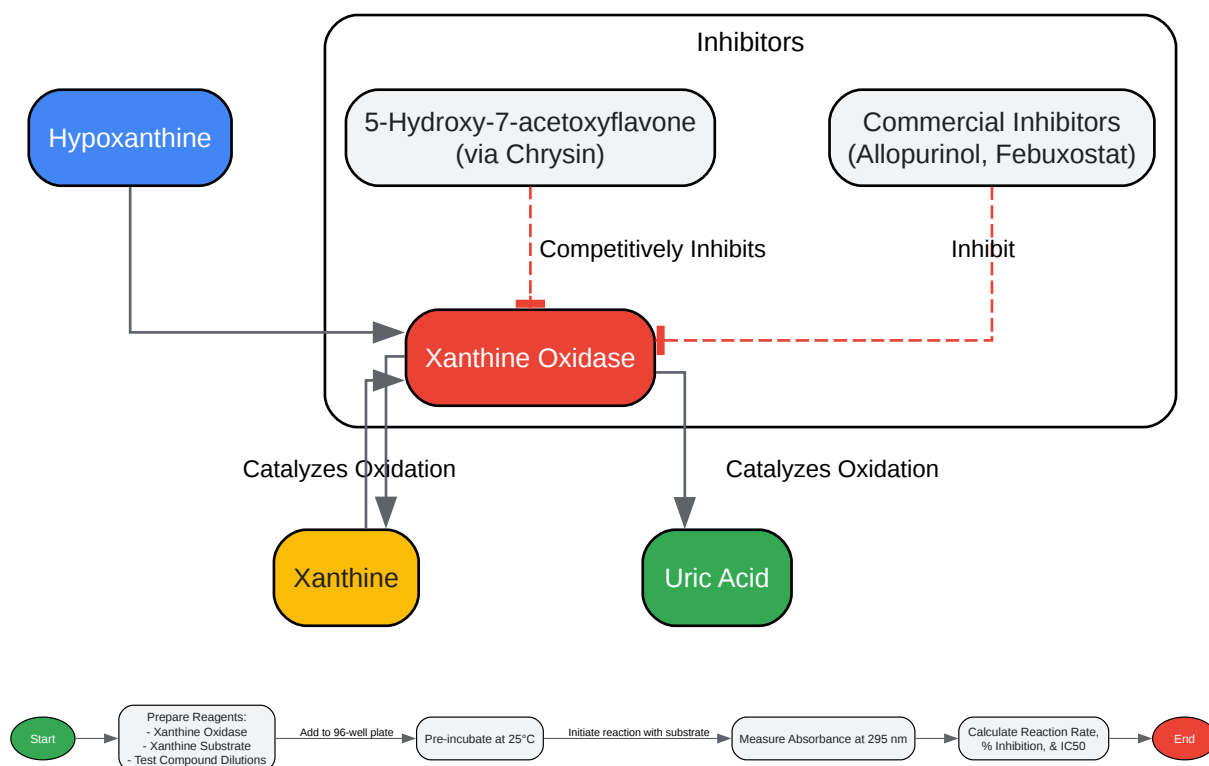 Inhibitors
Hypoxanthine
5-Hydroxy-7-acetoxyflavone
(via Chrysin)
Commercial Inhibitors
(Allopurinol, Febuxostat)
Competitively Inhibits
Inhibit
Xanthine Oxidase
Catalyzes Oxidation
Catalyzes Oxidation
Xanthine
Uric Acid
Start
Prepare Reagents:
- Xanthine Oxidase
- Xanthine Substrate
- Test Compound Dilutions
Add to 96-well plate
Pre-incubate at 25°C
Initiate reaction with substrate
Measure Absorbance at 295 nm
Calculate Reaction Rate,
% Inhibition, & IC50
End